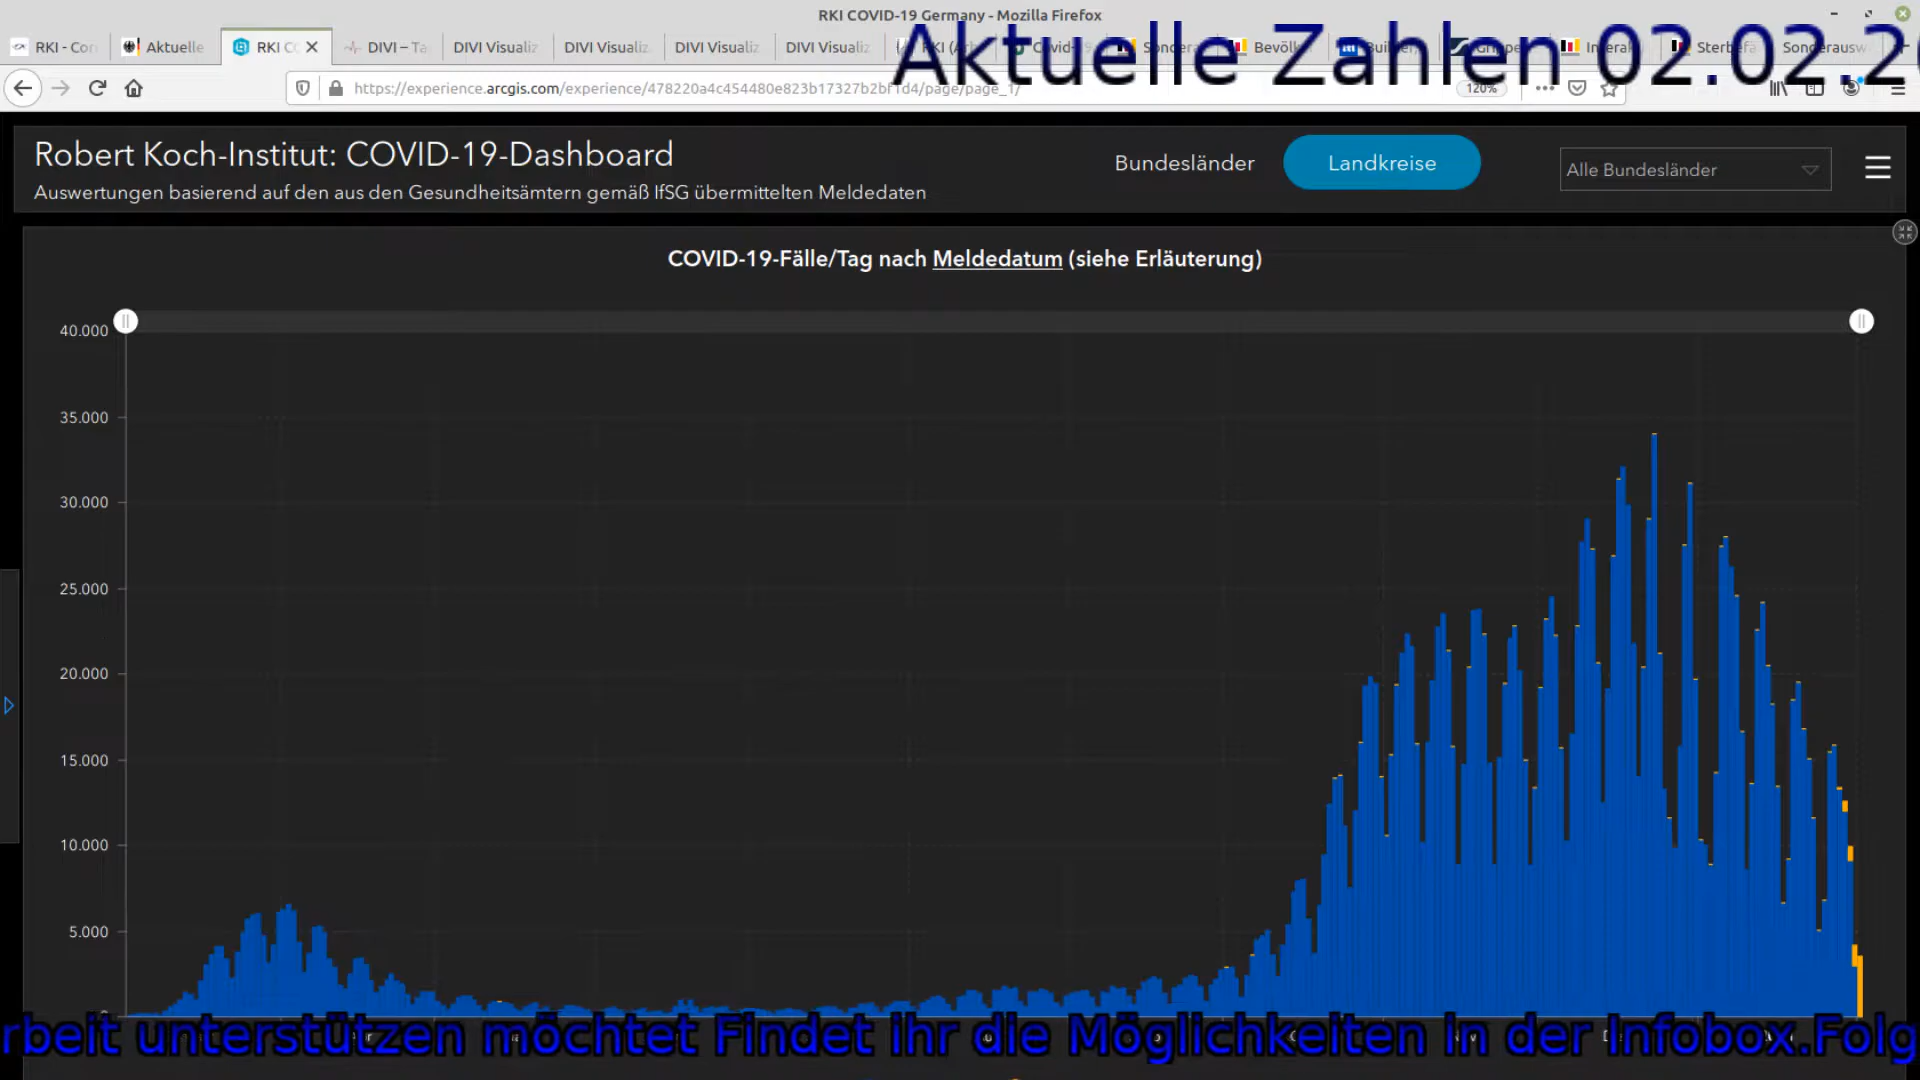 RKI COVID-19 Germany - Mozilla Firefox
RKI - Cor
Aktuelle
RKI CO
DIVI – Ta
DIVI Visualiz
DIVI Visualiz
DIVI Visualiz
DIVI Visualiz
Sterbefä
Sonderausw
Aktuelle Zahlen 02.02.2
https://experience.arcgis.com/experience/478220a4c454480e823b17327b2bf1d4/page/page_1/
120%
Robert Koch-Institut: COVID-19-Dashboard
Auswertungen basierend auf den aus den Gesundheitsämtern gemäß IfSG übermittelten Meldedaten
Bundesländer
Landkreise
Alle Bundesländer
COVID-19-Fälle/Tag nach Meldedatum (siehe Erläuterung)
40.000
35.000
30.000
25.000
20.000
15.000
10.000
5.000
rbeit unterstützen möchtet Findet ihr die Möglichkeiten in der Infobox.Folg